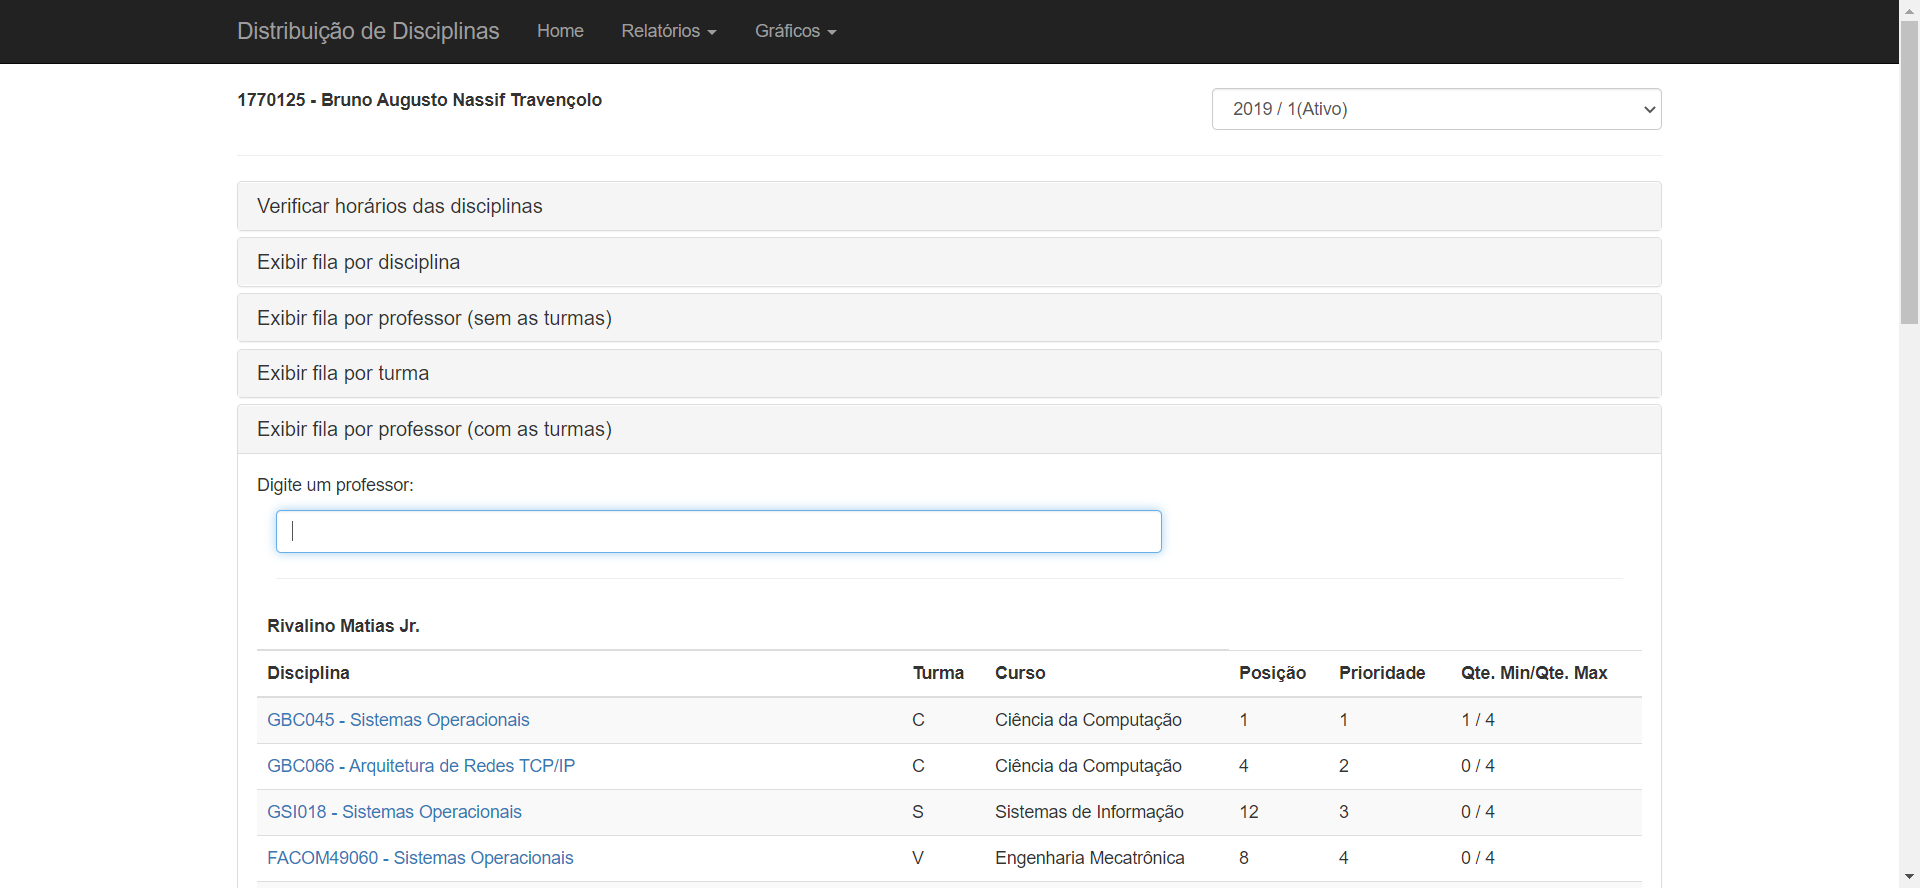 Distribuição de Disciplinas Home Relatórios Gráficos
1770125 - Bruno Augusto Nassif Travençolo
2019 / 1(Ativo)
Verificar horários das disciplinas
Exibir fila por disciplina
Exibir fila por professor (sem as turmas)
Exibir fila por turma
Exibir fila por professor (com as turmas)
Digite um professor:
Rivalino Matias Jr.
Disciplina Turma Curso Posição Prioridade Qte. Min/Qte. Max
GBC045 - Sistemas Operacionais C Ciência da Computação 1 1 1 / 4
GBC066 - Arquitetura de Redes TCP/IP C Ciência da Computação 4 2 0 / 4
GSI018 - Sistemas Operacionais S Sistemas de Informação 12 3 0 / 4
FACOM49060 - Sistemas Operacionais V Engenharia Mecatrônica 8 4 0 / 4